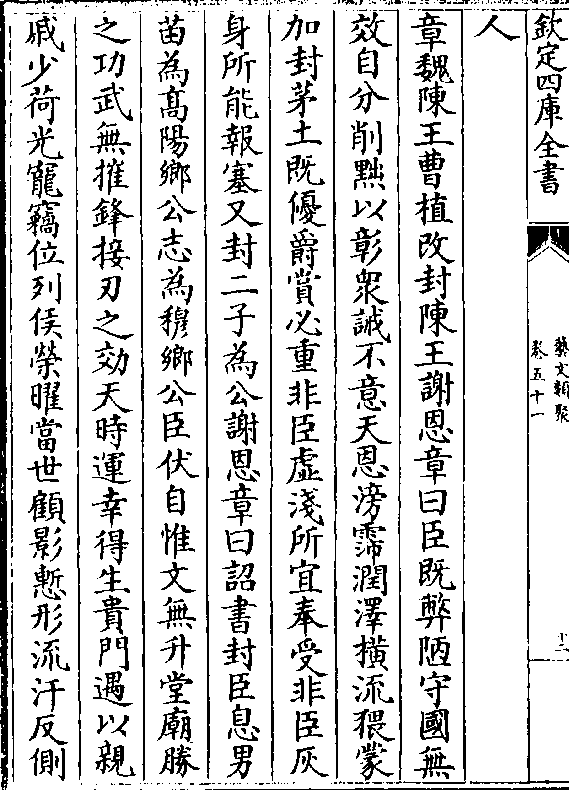 欽定四庫全書
藝文類聚
卷五十一
十二
人
章魏陳王曹植改封陳王謝恩章曰臣既弊陋守國無
效自分削黜以彰衆誡不意天恩滂霈潤澤横流猥蒙
加封茅土既優爵賞必重非臣虛淺所宜奉受非臣灰
身所能報塞又封二子為公謝恩章曰詔書封臣息男
苗為高陽鄉公志為穆鄉公臣伏自惟文無升堂廟勝
之功武無摧鋒接刃之効天時運幸得生貴門遇以親
戚少荷光寵竊位列侯榮曜當世顧影慙形流汗反側